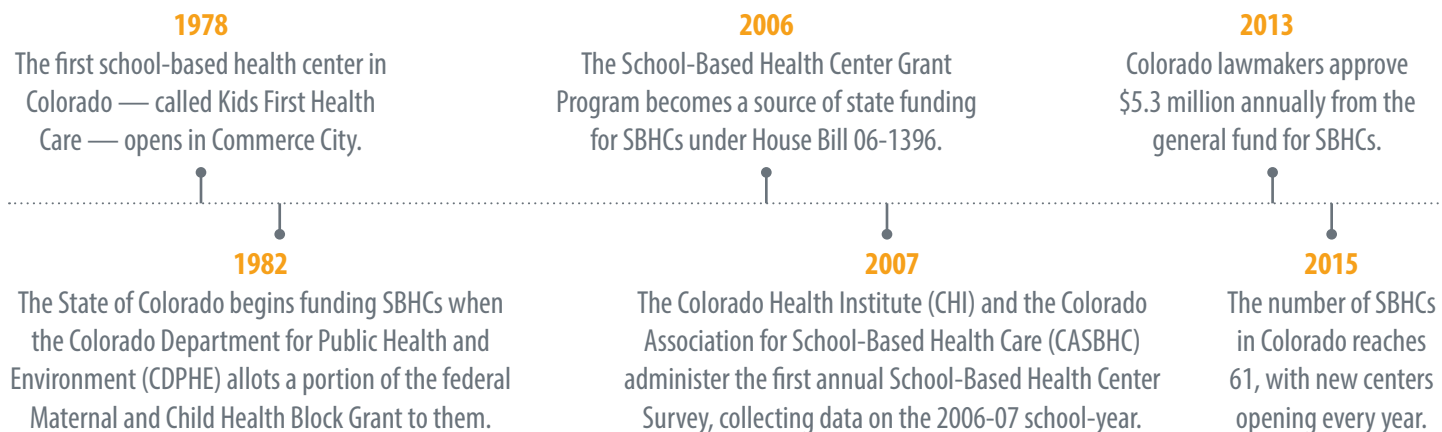 1978
The first school-based health center in
Colorado — called Kids First Health
Care — opens in Commerce City.
2006
The School-Based Health Center Grant
Program becomes a source of state funding
for SBHCs under House Bill 06-1396.
2013
Colorado lawmakers approve
$5.3 million annually from the
general fund for SBHCs.
1982
The State of Colorado begins funding SBHCs when
the Colorado Department for Public Health and
Environment (CDPHE) allots a portion of the federal
Maternal and Child Health Block Grant to them.
2007
The Colorado Health Institute (CHI) and the Colorado
Association for School-Based Health Care (CASBHC)
administer the first annual School-Based Health Center
Survey, collecting data on the 2006-07 school-year.
2015
The number of SBHCs
in Colorado reaches
61, with new centers
opening every year.